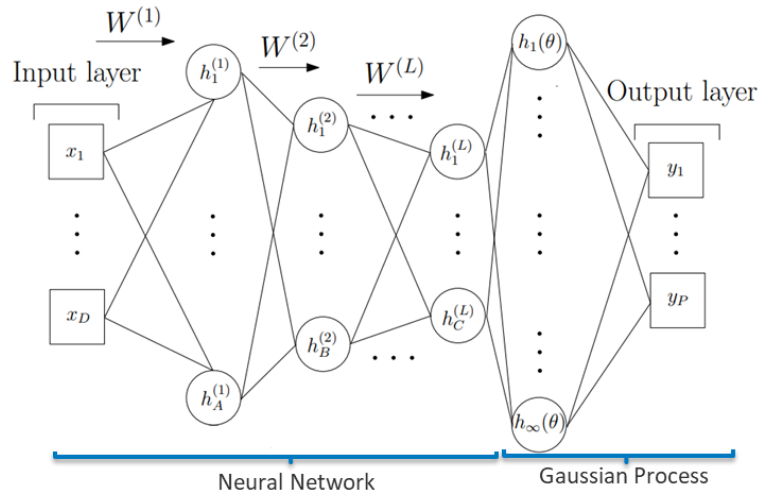 W^{(1)}
W^{(2)}
W^{(L)}
Input layer
Output layer
x_1
x_D
h_1^{(1)}
h_A^{(1)}
h_1^{(2)}
h_B^{(2)}
h_1^{(L)}
h_C^{(L)}
h_1(θ)
h_∞(θ)
y_1
y_P
Neural Network
Gaussian Process